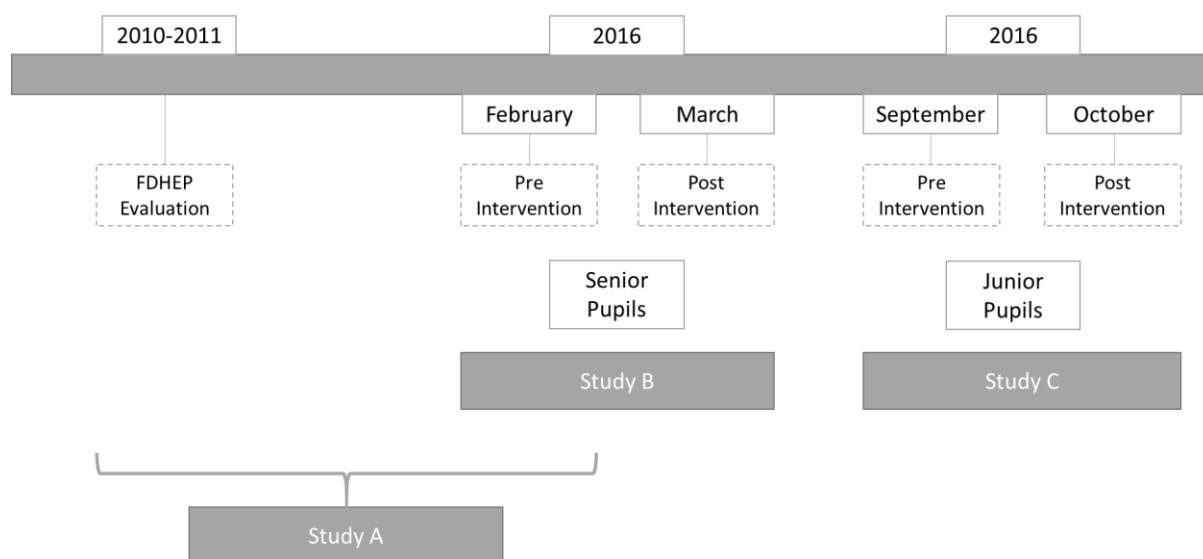 2010-2011
2016
2016
February
March
September
October
FDHEP
Evaluation
Pre
Intervention
Post
Intervention
Pre
Intervention
Post
Intervention
Senior
Pupils
Junior
Pupils
Study B
Study C
Study A